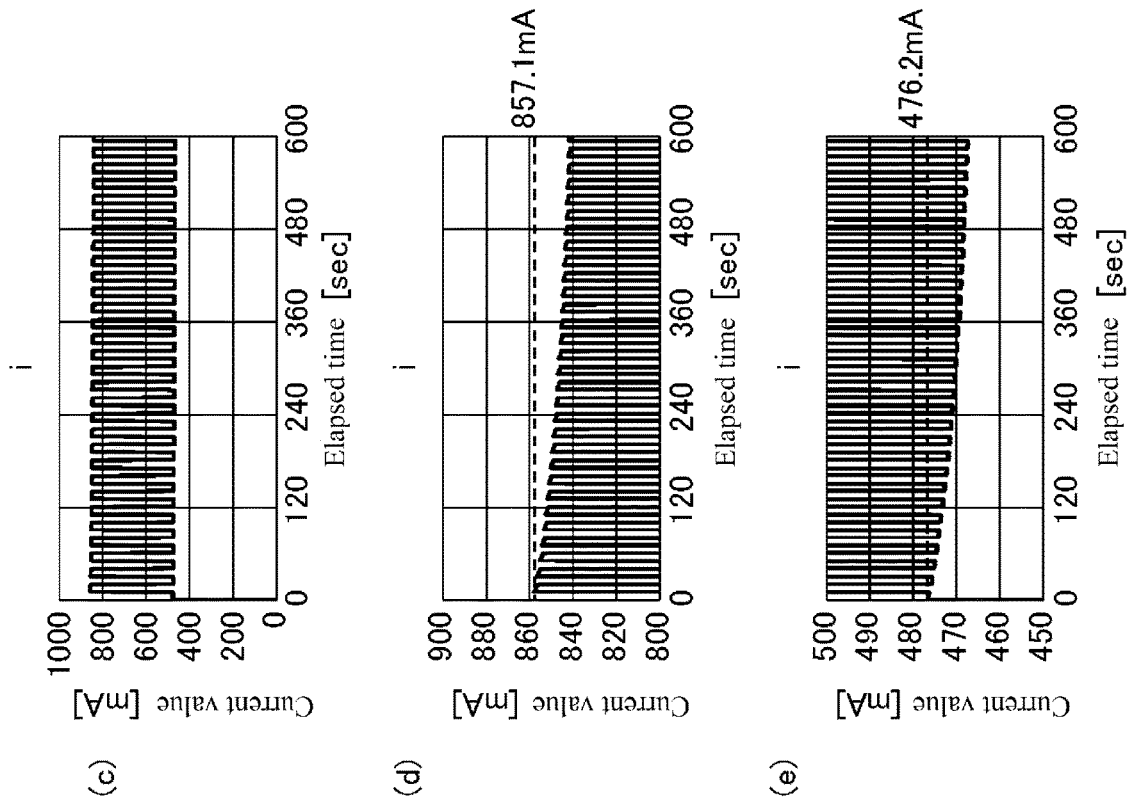 (c)
i
Current value [mA]
1000
800
600
400
200
0
0
120
240
360
480
600
Elapsed time [sec]
(d)
i
Current value [mA]
900
880
860
840
820
800
0
120
240
360
480
600
857.1mA
Elapsed time [sec]
(e)
i
Current value [mA]
500
490
480
470
460
450
0
120
240
360
480
600
476.2mA
Elapsed time [sec]